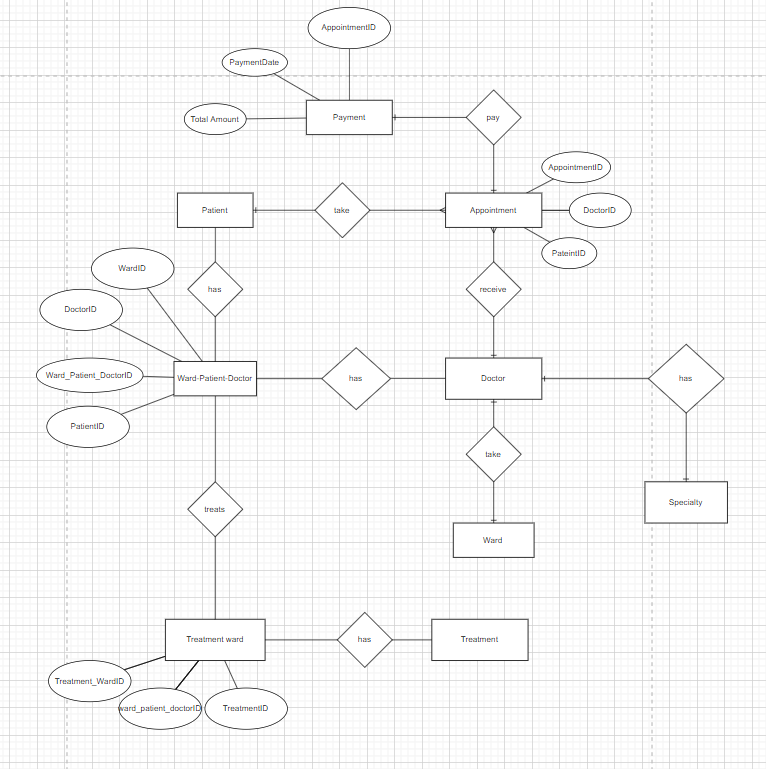 AppointmentID
PaymentDate
Total Amount
Payment
pay
AppointmentID
Patient
take
Appointment
DoctorID
PateintID
WardID
has
receive
DoctorID
Ward_Patient_DoctorID
Ward-Patient-Doctor
has
Doctor
has
PatientID
take
treats
Specialty
Ward
Treatment ward
has
Treatment
Treatment_WardID
ward_patient_doctorID
TreatmentID